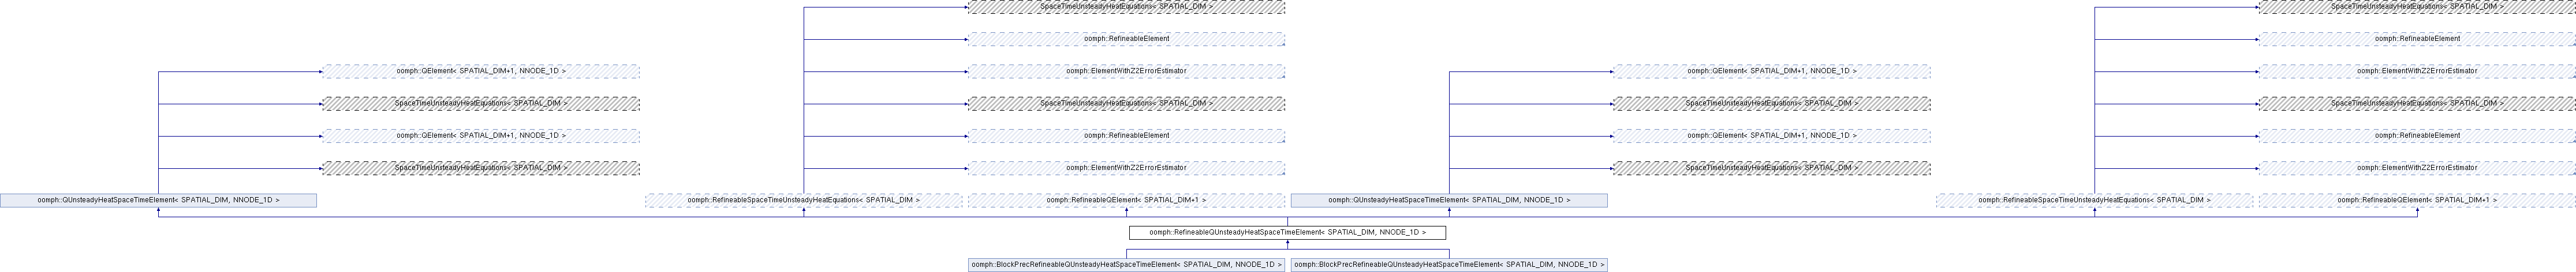 SpaceTimeUnsteadyHeatEquations< SPATIAL_DIM > SpaceTimeUnsteadyHeatEquations< SPATIAL_DIM >
oomph::RefineableElement oomph::RefineableElement
oomph::QElement< SPATIAL_DIM+1, NNODE_1D > oomph::ElementWithZ2ErrorEstimator oomph::QElement< SPATIAL_DIM+1, NNODE_1D > oomph::ElementWithZ2ErrorEstimator
SpaceTimeUnsteadyHeatEquations< SPATIAL_DIM > SpaceTimeUnsteadyHeatEquations< SPATIAL_DIM > SpaceTimeUnsteadyHeatEquations< SPATIAL_DIM > SpaceTimeUnsteadyHeatEquations< SPATIAL_DIM >
oomph::QElement< SPATIAL_DIM+1, NNODE_1D > oomph::RefineableElement oomph::QElement< SPATIAL_DIM+1, NNODE_1D > oomph::RefineableElement
SpaceTimeUnsteadyHeatEquations< SPATIAL_DIM > oomph::ElementWithZ2ErrorEstimator SpaceTimeUnsteadyHeatEquations< SPATIAL_DIM > oomph::ElementWithZ2ErrorEstimator
oomph::QUnsteadyHeatSpaceTimeElement< SPATIAL_DIM, NNODE_1D > oomph::RefineableSpaceTimeUnsteadyHeatEquations< SPATIAL_DIM > oomph::RefineableQElement< SPATIAL_DIM+1 > oomph::QUnsteadyHeatSpaceTimeElement< SPATIAL_DIM, NNODE_1D > oomph::RefineableSpaceTimeUnsteadyHeatEquations< SPATIAL_DIM > oomph::RefineableQElement< SPATIAL_DIM+1 >
oomph::RefineableQUnsteadyHeatSpaceTimeElement< SPATIAL_DIM, NNODE_1D >
oomph::BlockPrecRefineableQUnsteadyHeatSpaceTimeElement< SPATIAL_DIM, NNODE_1D > oomph::BlockPrecRefineableQUnsteadyHeatSpaceTimeElement< SPATIAL_DIM, NNODE_1D >